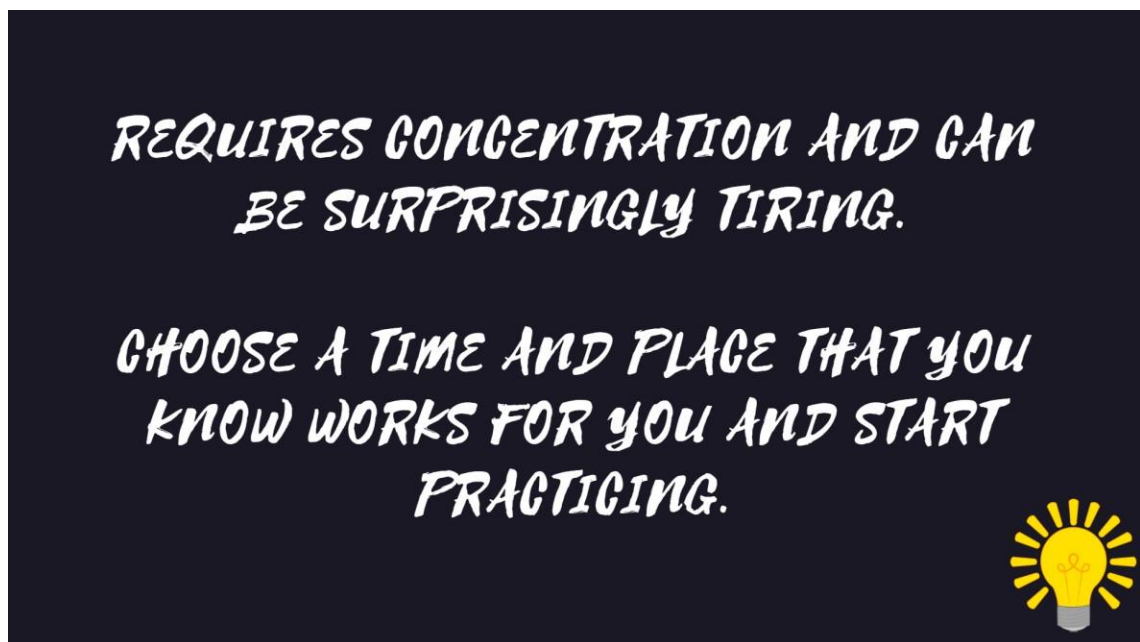 REQUIRES CONCENTRATION AND CAN
BE SURPRISINGLY TIRING.
CHOOSE A TIME AND PLACE THAT YOU
KNOW WORKS FOR YOU AND START
PRACTICING.